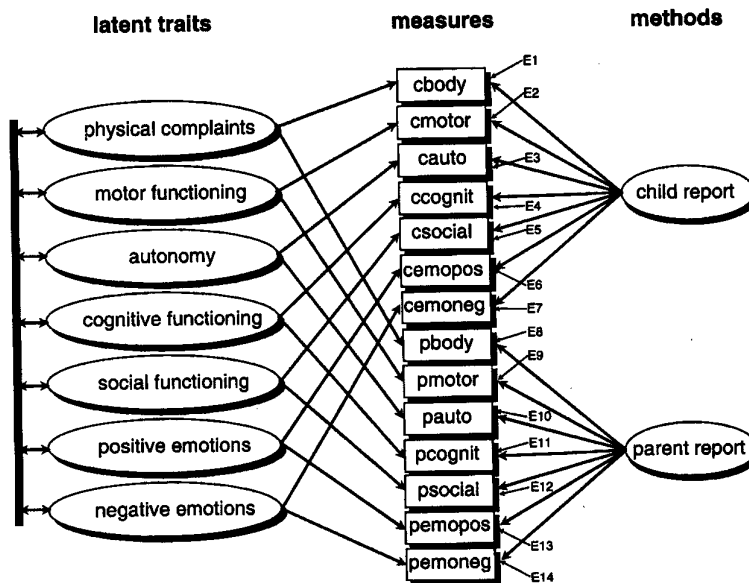 latent traits
measures
methods
physical complaints
motor functioning
autonomy
cognitive functioning
social functioning
positive emotions
negative emotions
cbody
cmotor
cauto
ccognit
csocial
cemopos
cemoneg
pbody
pmotor
pauto
pcognit
psocial
pemopos
pemoneg
E1
E2
E3
E4
E5
E6
E7
E8
E9
E10
E11
E12
E13
E14
child report
parent report